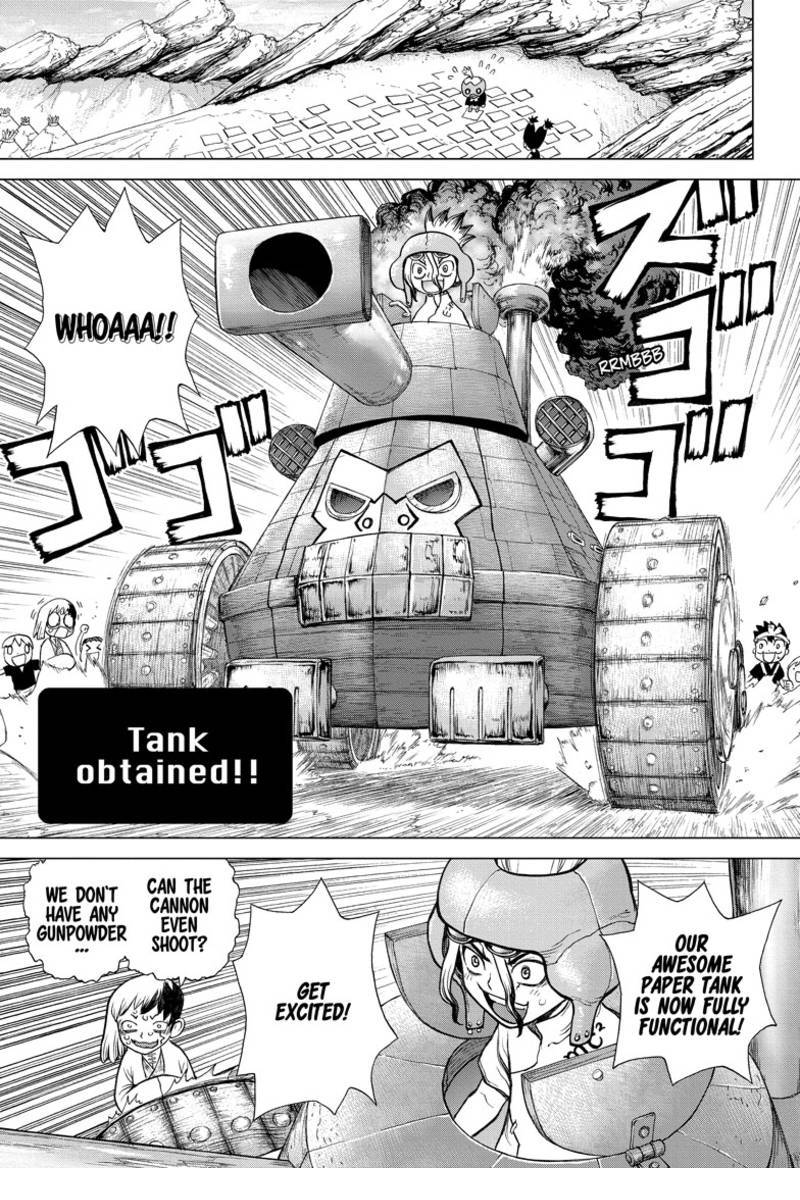 ズゴゴ
RRMBBB
WHOAAA!!
ゴゴゴ
Tank
obtained!!
OUR
AWESOME
PAPER TANK
IS NOW FULLY
FUNCTIONAL!
GET
EXCITED!
CAN THE
CANNON
EVEN
SHOOT?
WE DON'T
HAVE ANY
GUNPOWDER
...